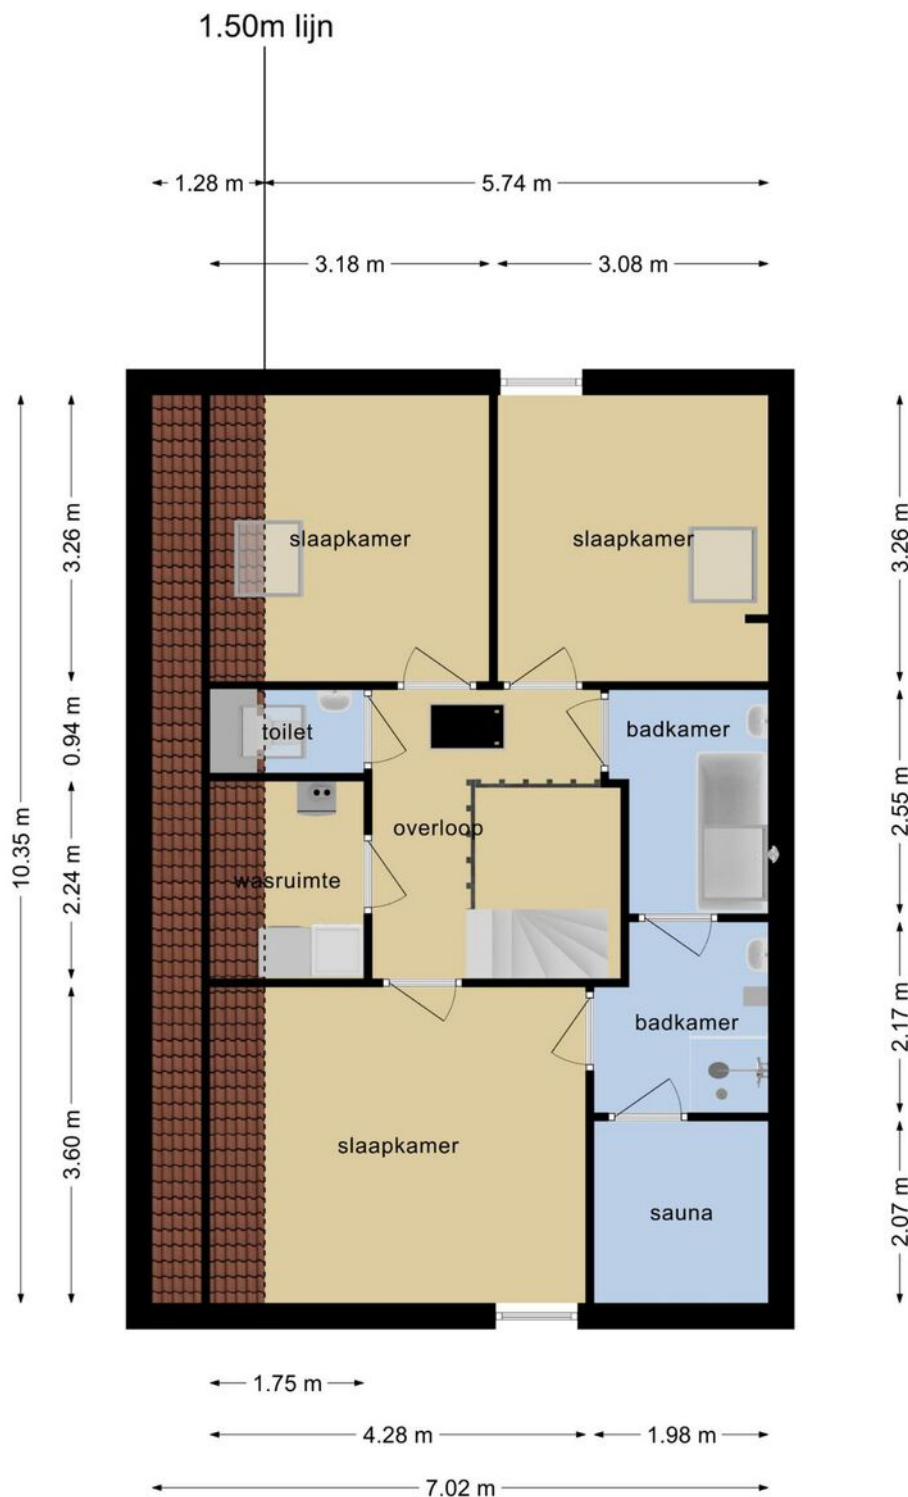 1.50m lijn
1.28 m
5.74 m
3.18 m
3.08 m
3.26 m
3.26 m
slaapkamer
slaapkamer
0.94 m
toilet
badkamer
10.35 m
2.24 m
2.55 m
overloop
wasruimte
2.17 m
badkamer
3.60 m
slaapkamer
2.07 m
sauna
1.75 m
4.28 m
1.98 m
7.02 m